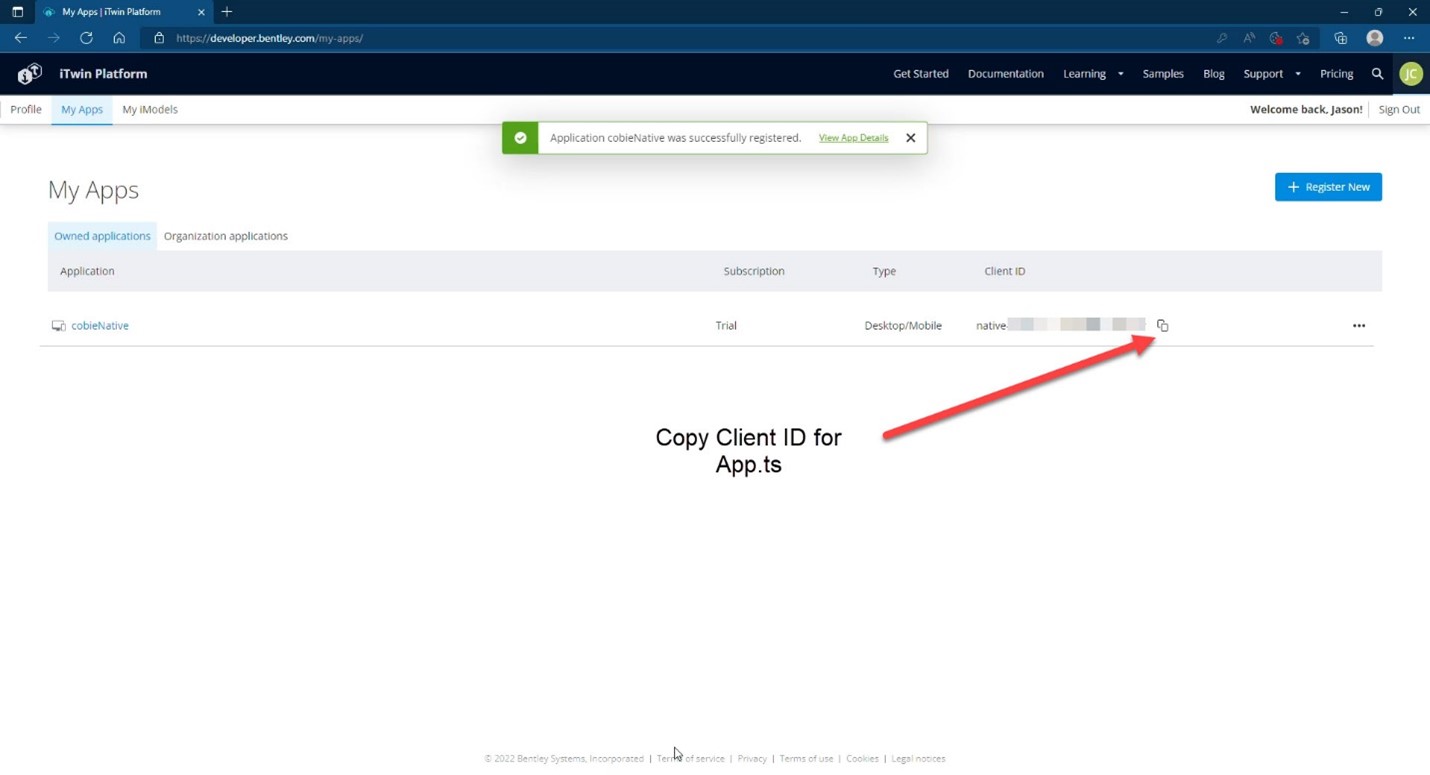 My Apps | iTwin Platform
https://developer.bentley.com/my-apps/
iTwin Platform
Get Started Documentation Learning Samples Blog Support Pricing JC
Profile My Apps My iModels Welcome back, Jason! Sign Out
Application cobieNative was successfully registered. View App Details
My Apps
+ Register New
Owned applications Organization applications
Application Subscription Type Client ID
cobieNative Trial Desktop/Mobile native-
Copy Client ID for
App.ts
© 2022 Bentley Systems, Incorporated | Terms of service | Privacy | Terms of use | Cookies | Legal notices